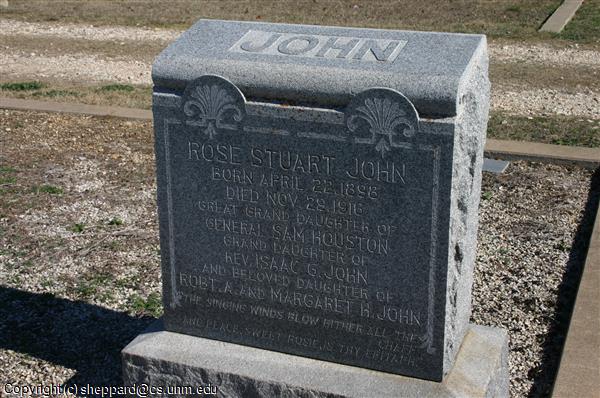 JOHN
ROSE STUART JOHN
BORN APRIL 22, 1898
DIED NOV. 29, 1916
GREAT GRAND DAUGHTER OF
GENERAL SAM HOUSTON
GRAND DAUGHTER OF
REV. ISAAC G. JOHN
AND BELOVED DAUGHTER OF
ROBT. A. AND MARGARET H. JOHN
THE SINGING WINDS BLOW HITHER ALL THE
AND PEACE, SWEET ROSE, IS THY EPITAPH
Copyright (c) sheppard@cs.unm.edu